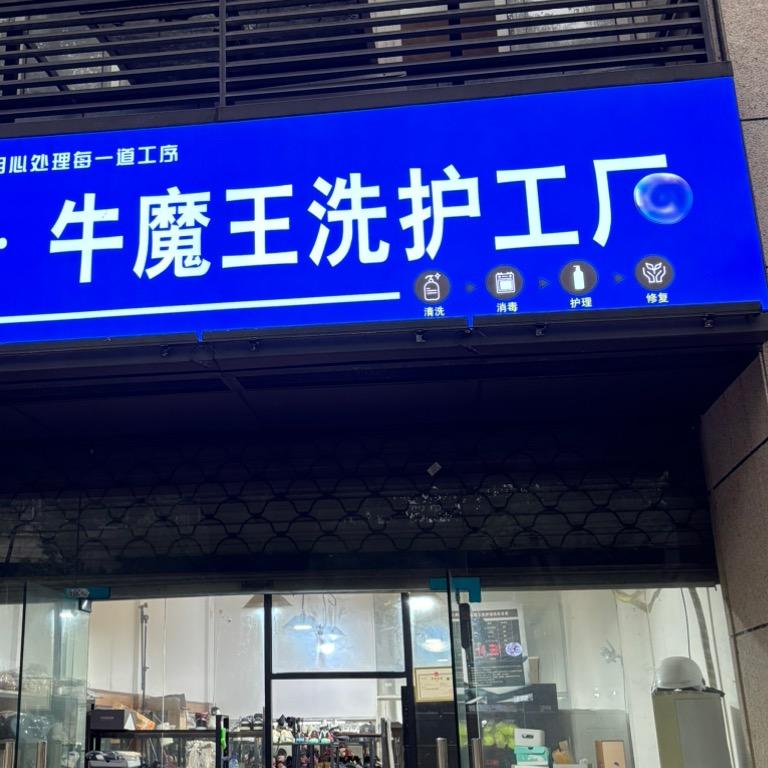 用心处理每一道工序
· 牛魔王洗护工厂
清洗 消毒 护理 修复